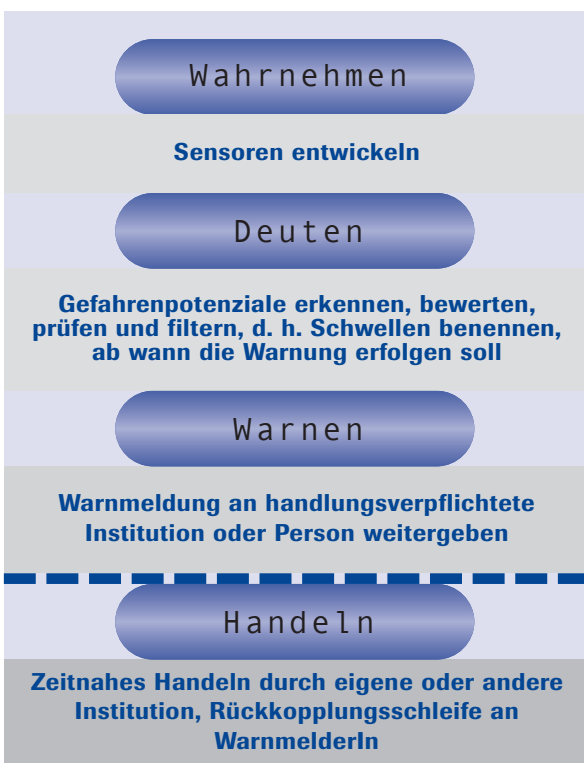 Wahrnehmen
Sensoren entwickeln
Deuten
Gefahrenpotenziale erkennen, bewerten,
prüfen und filtern, d. h. Schwellen benennen,
ab wann die Warnung erfolgen soll
Warnen
Warnmeldung an handlungsverpflichtete
Institution oder Person weitergeben
Handeln
Zeitnahes Handeln durch eigene oder andere
Institution, Rückkopplungsschleife an
WarnmelderIn